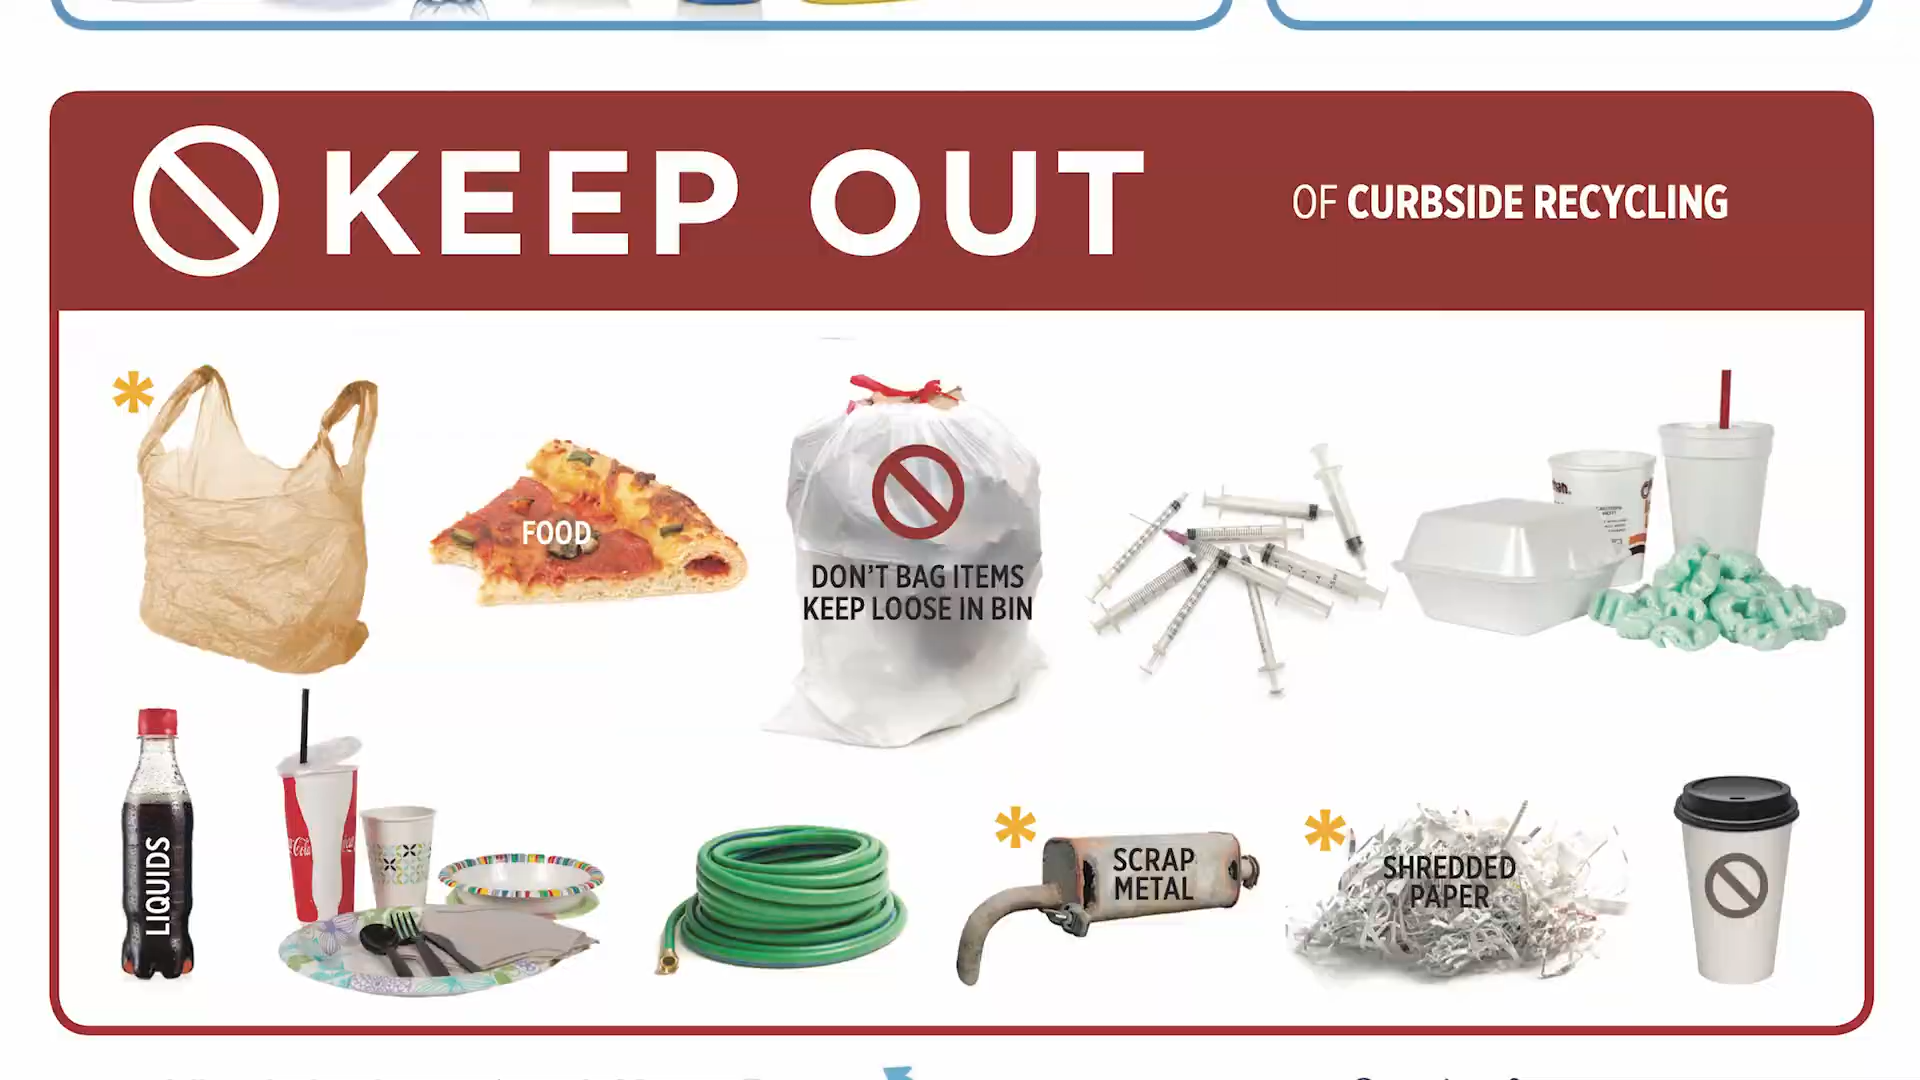 KEEP OUT OF CURBSIDE RECYCLING
FOOD
DON'T BAG ITEMS
KEEP LOOSE IN BIN
LIQUIDS
SCRAP
METAL
SHREDDED
PAPER